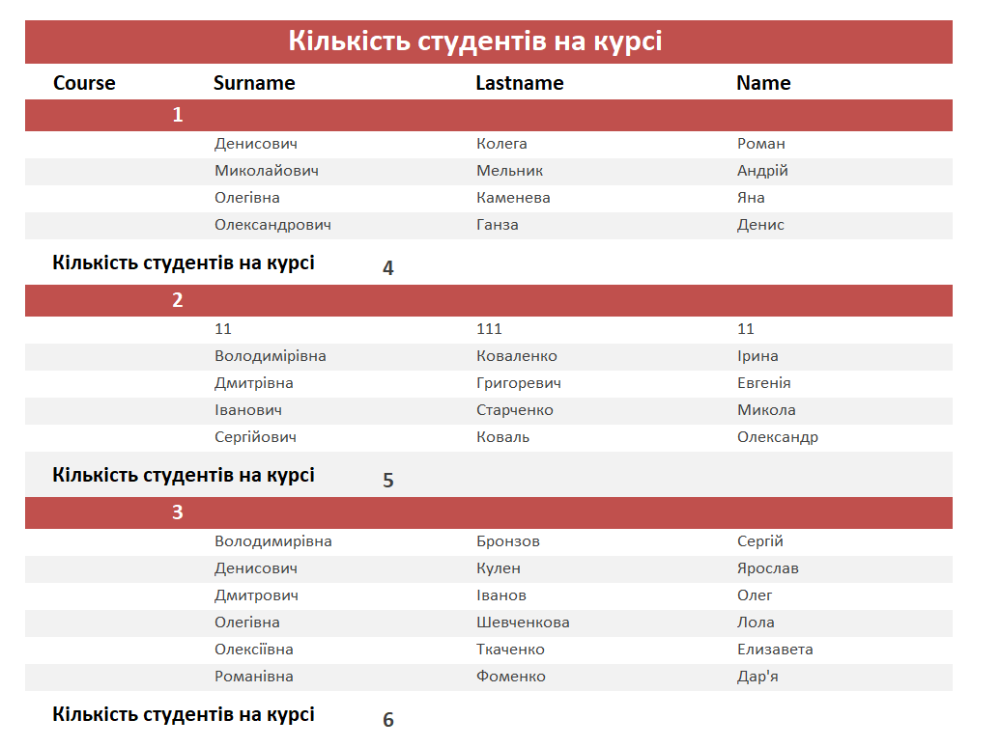 Кількість студентів на курсі
Course Surname Lastname Name
1
Денисович Колега Роман
Миколайович Мельник Андрій
Олегівна Каменева Яна
Олександрович Ганза Денис
Кількість студентів на курсі 4
2
11 111 11
Володимірівна Коваленко Ірина
Дмитрівна Григоревич Евгенія
Іванович Старченко Микола
Сергійович Коваль Олександр
Кількість студентів на курсі 5
3
Володимирівна Бронзов Сергій
Денисович Кулен Ярослав
Дмитрович Іванов Олег
Олегівна Шевченкова Лола
Олексіївна Ткаченко Елизавета
Романівна Фоменко Дар'я
Кількість студентів на курсі 6